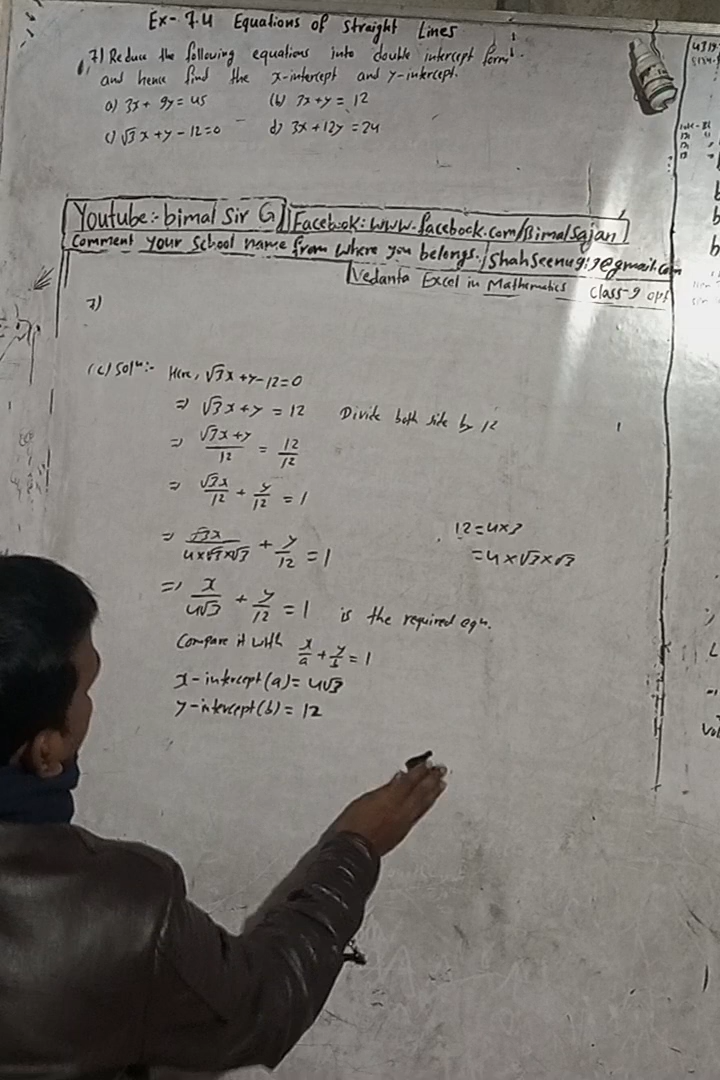 Ex- 7.4 Equations of Straight Lines
7) Reduce the following equations into double intercept form
and hence find the x-intercept and y-intercept.
a) 3x + 9y = 45 (b) 3x+y = 12
c) √3x+y-12=0 d) 3x+12y=24
Youtube:- bimal Sir G Facebook: www.facebook.com/Bimalsajan
Comment your School name from where you belongs.
Vedanta Excel in Mathematics Class-9 opt
7)
(c) Solⁿ:- Here, √3x+y-12=0
⇒ √3x+y = 12 Divide both side by 12
⇒ √3x+y/12 = 12/12
⇒ √3x/12 + y/12 = 1
⇒ √3x/4×√3×√3 + y/12 = 1 12=4×3
=4×√3×√3
⇒ x/4√3 + y/12 = 1 is the required eqn.
Compare it with x/a + y/b = 1
x-intercept(a)= 4√3
y-intercept(b)= 12